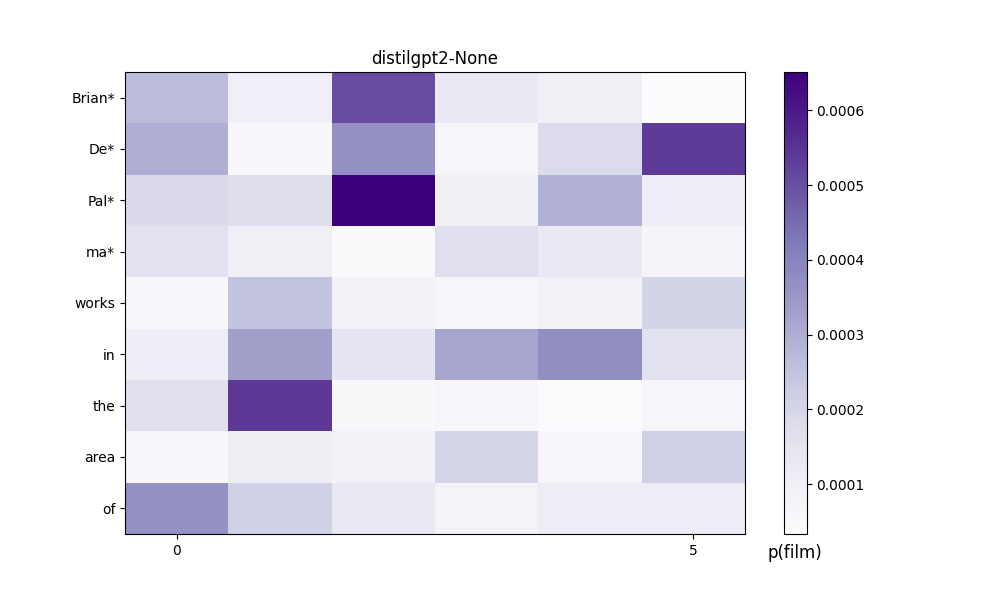 distilgpt2-None
Brian*
De*
Pal*
ma*
works
in
the
area
of
0
5
0.0006
0.0005
0.0004
0.0003
0.0002
0.0001
p(film)